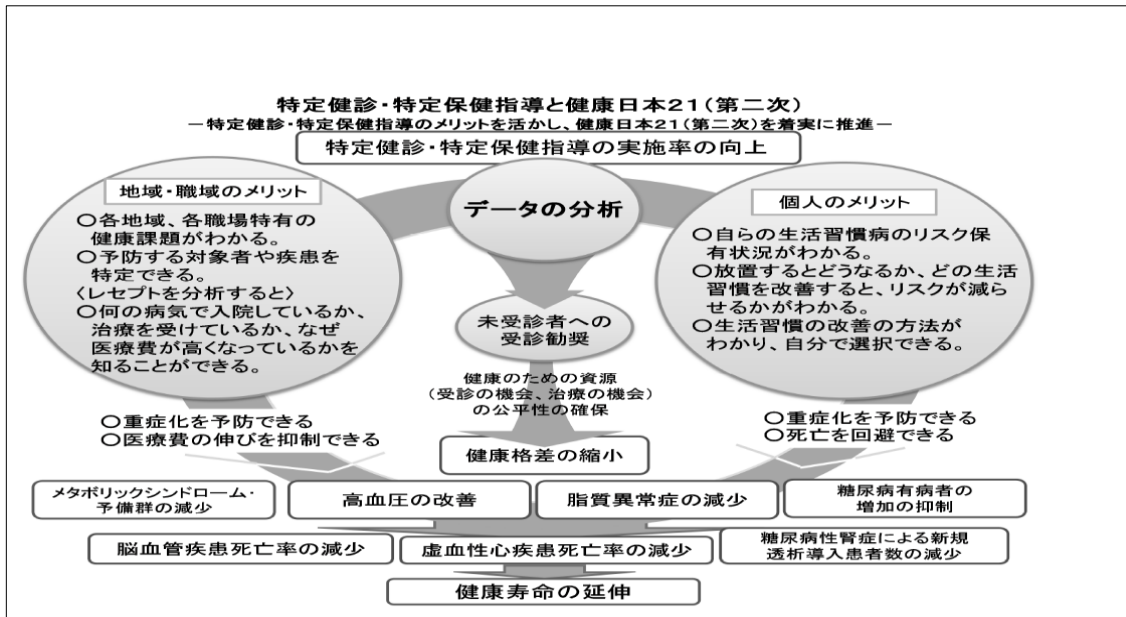 特定健診・特定保健指導と健康日本21(第二次)
－特定健診・特定保健指導のメリットを活かし、健康日本21(第二次)を着実に推進－
特定健診・特定保健指導の実施率の向上
地域・職域のメリット
○各地域、各職場特有の
健康課題がわかる。
○予防する対象者や疾患を
特定できる。
〈レセプトを分析すると〉
○何の病気で入院しているか、
治療を受けているか、なぜ
医療費が高くなっているかを
知ることができる。
データの分析
個人のメリット
○自らの生活習慣病のリスク保
有状況がわかる。
○放置するとどうなるか、どの生活
習慣を改善すると、リスクが減ら
せるかがわかる。
○生活習慣の改善の方法が
わかり、自分で選択できる。
未受診者への
受診勧奨
健康のための資源
(受診の機会、治療の機会)
の公平性の確保
○重症化を予防できる
○医療費の伸びを抑制できる
○重症化を予防できる
○死亡を回避できる
健康格差の縮小
メタボリックシンドローム・
予備群の減少
高血圧の改善
脂質異常症の減少
糖尿病有病者の
増加の抑制
脳血管疾患死亡率の減少
虚血性心疾患死亡率の減少
糖尿病性腎症による新規
透析導入患者数の減少
健康寿命の延伸